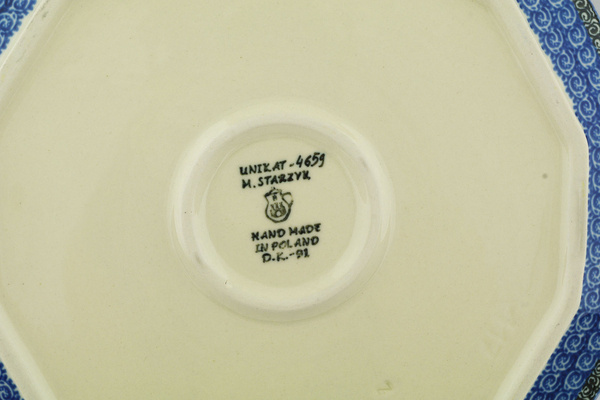 UNIKAT-4659
M. STARZYK
HAND MADE
IN POLAND
D.K.-91